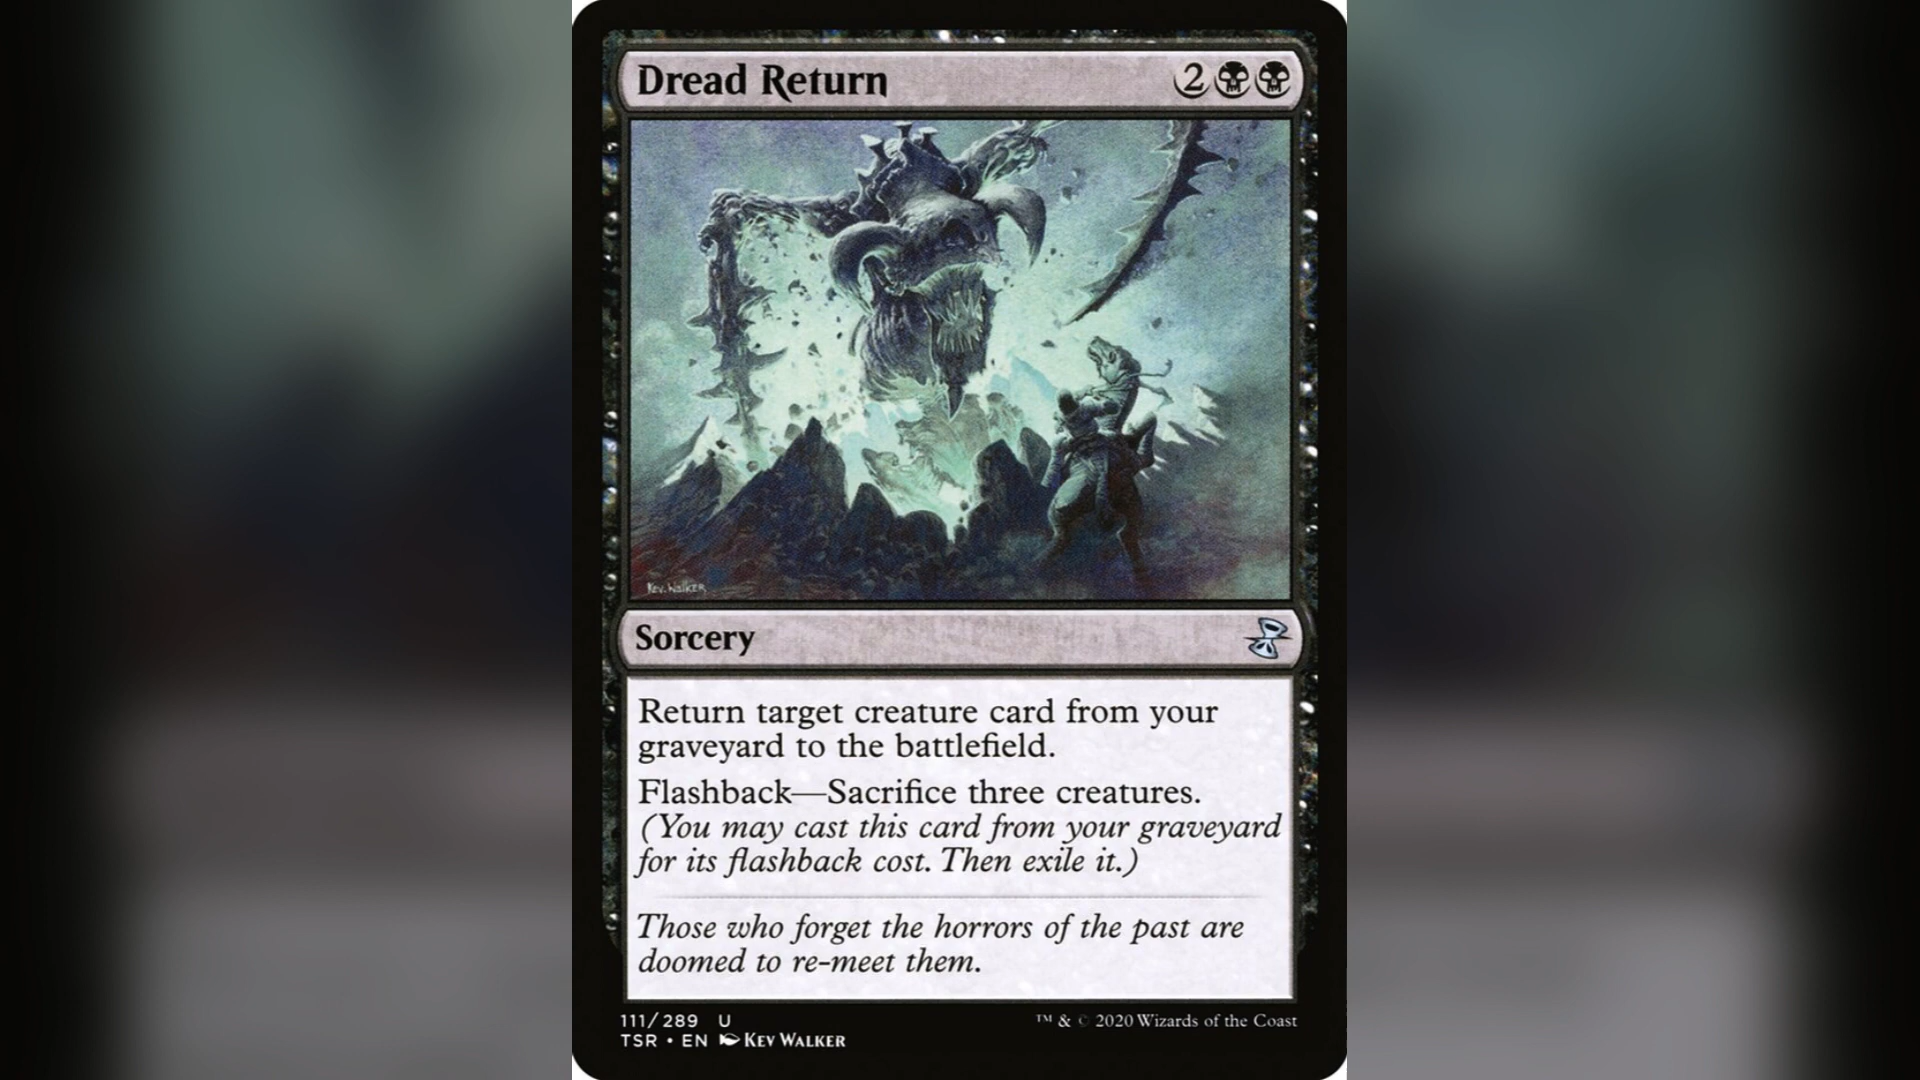 Dread Return 2
Kev. Walker
Sorcery
Return target creature card from your
graveyard to the battlefield.
Flashback—Sacrifice three creatures.
(You may cast this card from your graveyard
for its flashback cost. Then exile it.)
Those who forget the horrors of the past are
doomed to re-meet them.
111/289 U
™ & © 2020 Wizards of the Coast
TSR • EN Kev Walker